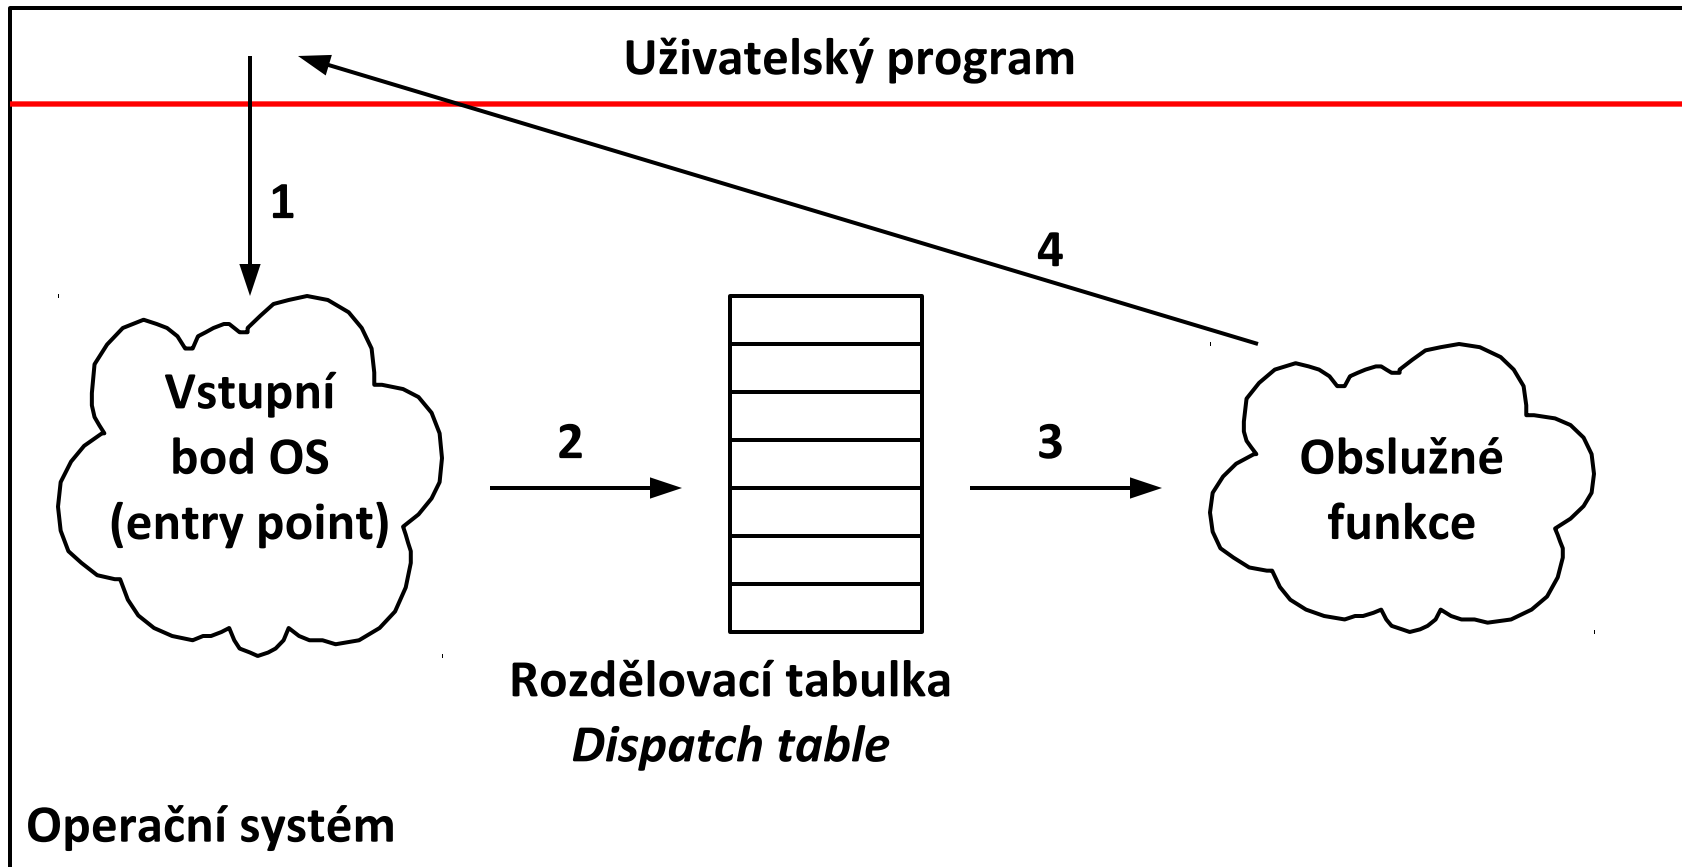 Uživatelský program
1
4
Vstupní
bod OS
(entry point)
2
3
Obslužné
funkce
Rozdělovací tabulka
Dispatch table
Operační systém